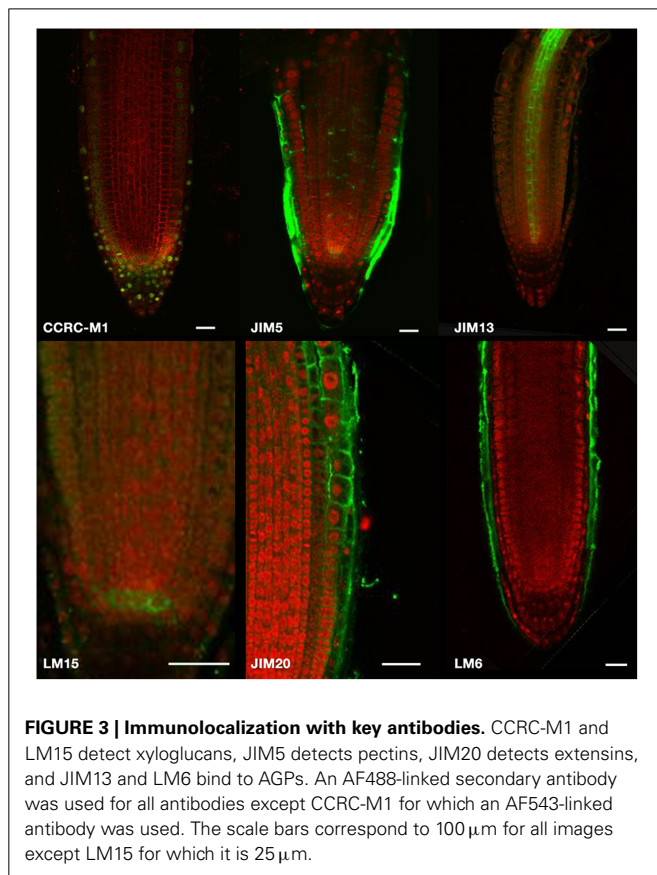 CCRC-M1
JIM5
JIM13
LM15
JIM20
LM6
FIGURE 3 | Immunolocalization with key antibodies. CCRC-M1 and
LM15 detect xyloglucans, JIM5 detects pectins, JIM20 detects extensins,
and JIM13 and LM6 bind to AGPs. An AF488-linked secondary antibody
was used for all antibodies except CCRC-M1 for which an AF543-linked
antibody was used. The scale bars correspond to 100 μm for all images
except LM15 for which it is 25 μm.